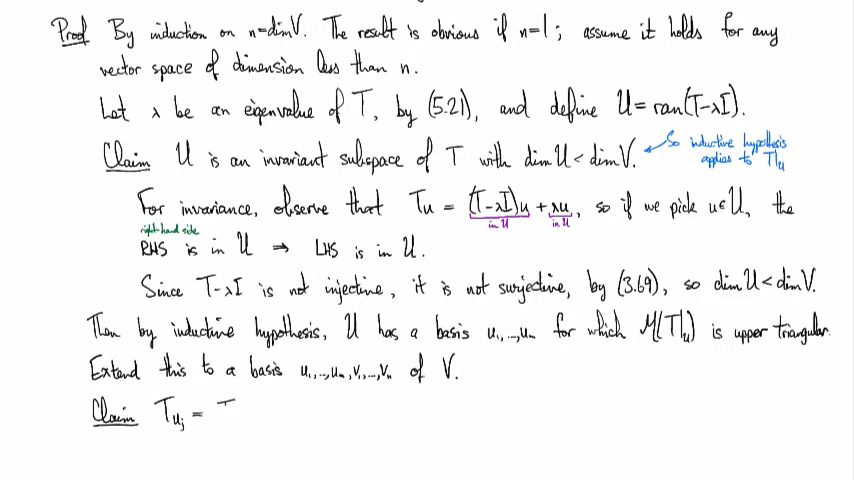 Proof By induction on n=dimV. The result is obvious if n=1; assume it holds for any
vector space of dimension less than n.
Let λ be an eigenvalue of T, by (5.21), and define U=ran(T-λI).
Claim U is an invariant subspace of T with dim U < dim V. So inductive hypothesis
applies to T|u
For invariance, observe that Tu = (T-λI)u + λu, so if we pick u∈U, the
in U in U
right-hand side
RHS is in U ⇒ LHS is in U.
Since T-λI is not injective, it is not surjective, by (3.69), so dim U < dim V.
Then by inductive hypothesis, U has a basis u₁,...,uₘ for which M(T|u) is upper triangular.
Extend this to a basis u₁,...,uₘ,v₁,...,vₙ of V.
Claim Tuⱼ =